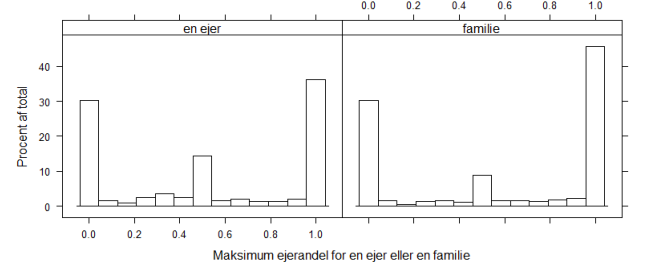 0.0 0.2 0.4 0.6 0.8 1.0
en ejer familie
40
30
20
10
0
Procent af total
0.0 0.2 0.4 0.6 0.8 1.0
Maksimum ejerandel for en ejer eller en familie